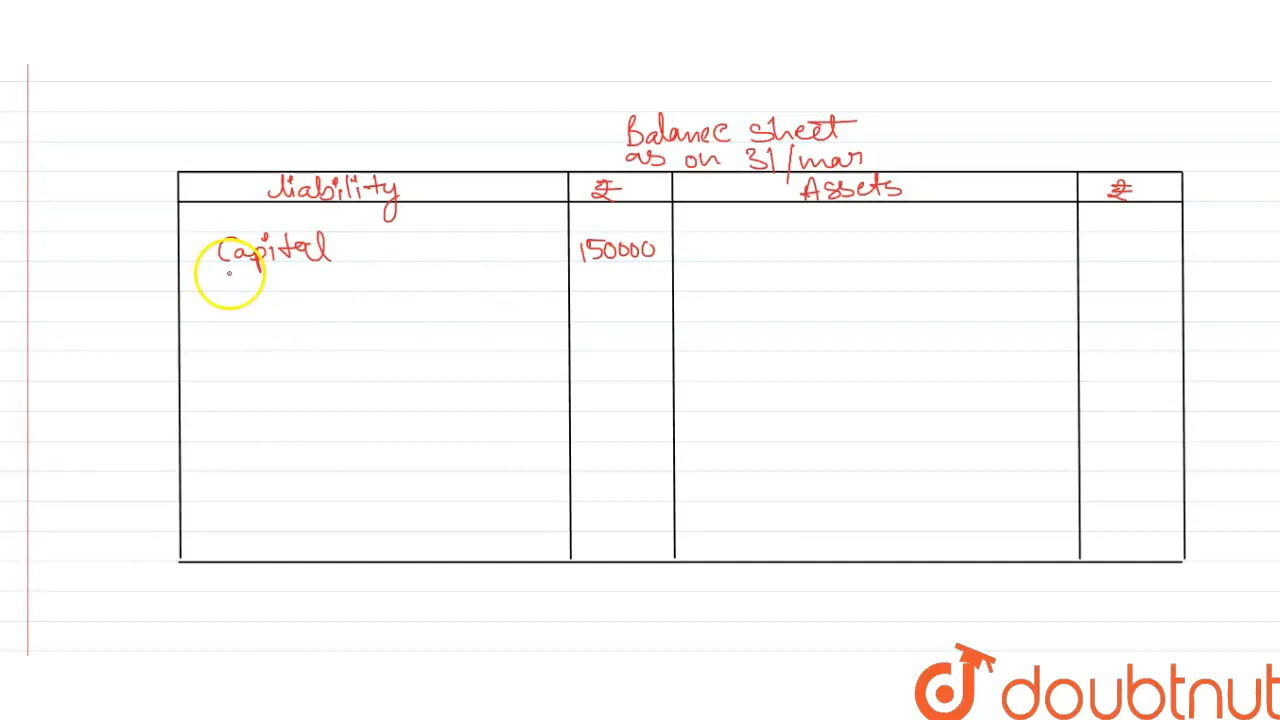 Balance sheet
as on 31/mar
liability ₹ Assets ₹
Capital 150000
doubtnut